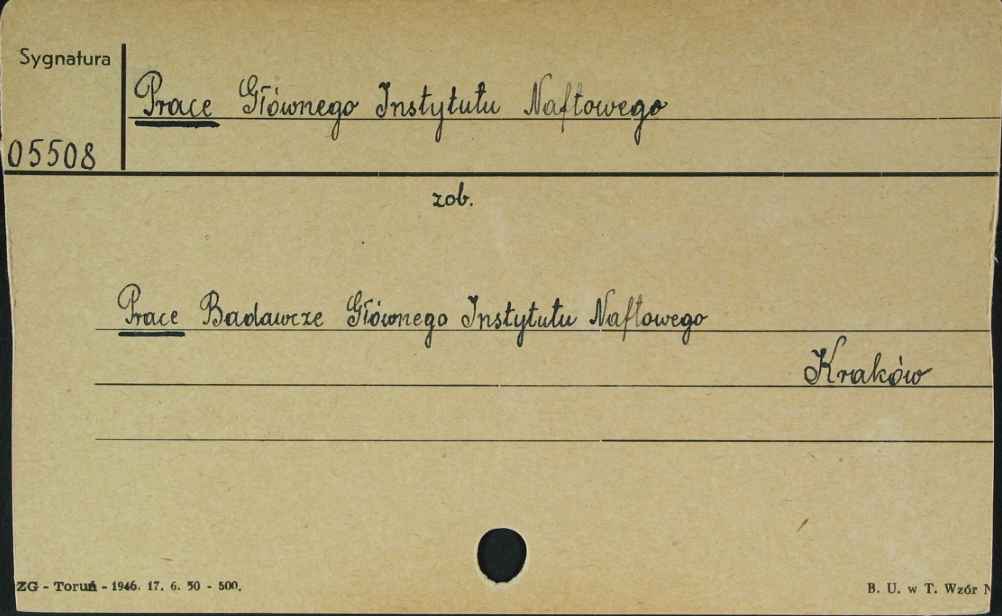 Sygnatura
Prace Głównego Instytutu Naftowego
05508
zob.
Prace Badawcze Głównego Instytutu Naftowego
Kraków
ZG - Toruń - 1946. 17. 6. 50 - 500.
B. U. w T. Wzór N